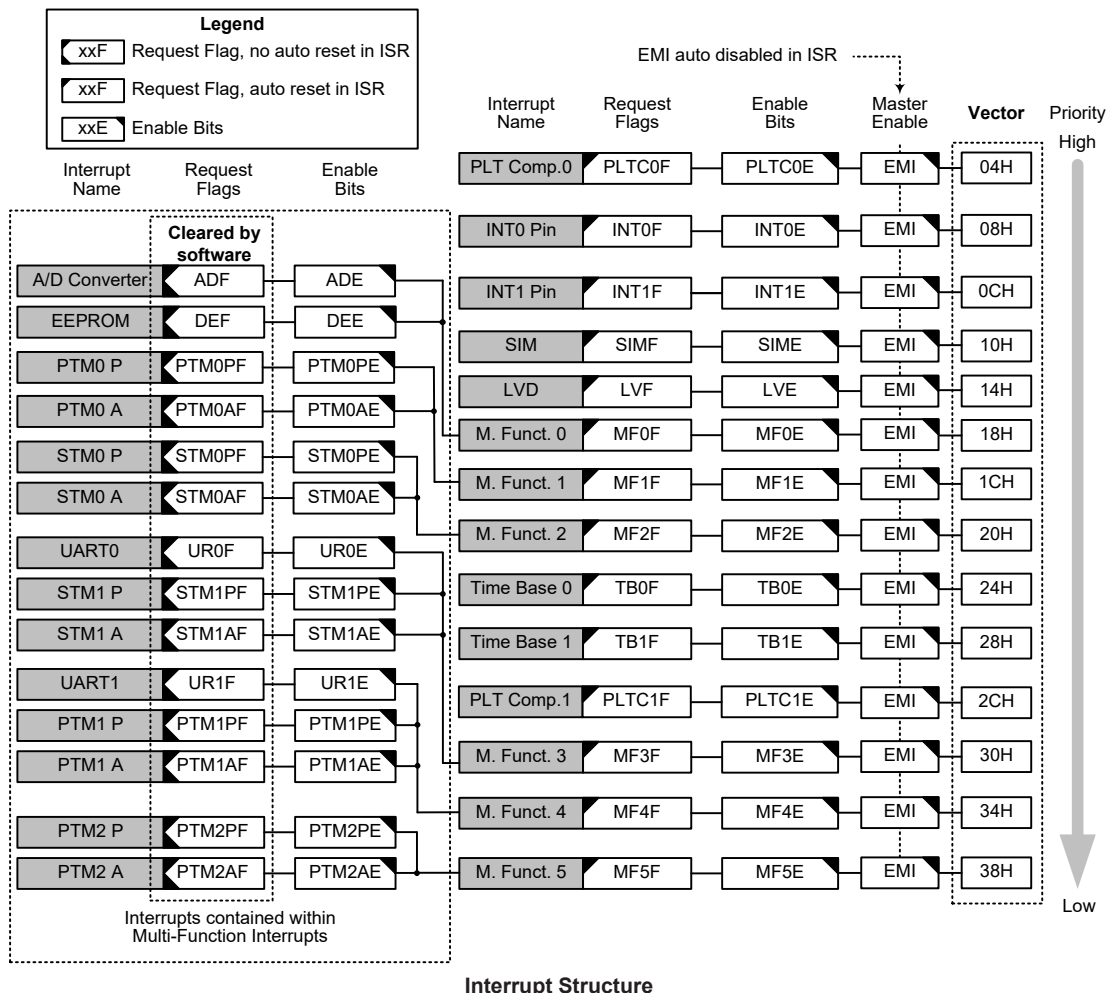 Legend
xxF Request Flag, no auto reset in ISR
xxF Request Flag, auto reset in ISR
xxE Enable Bits
EMI auto disabled in ISR
Interrupt Name
Request Flags
Enable Bits
Interrupt Name
Request Flags
Enable Bits
Master Enable
Vector
Priority
High
Cleared by software
A/D Converter ADF ADE
EEPROM DEF DEE
PTM0 P PTM0PF PTM0PE
PTM0 A PTM0AF PTM0AE
STM0 P STM0PF STM0PE
STM0 A STM0AF STM0AE
UART0 UR0F UR0E
STM1 P STM1PF STM1PE
STM1 A STM1AF STM1AE
UART1 UR1F UR1E
PTM1 P PTM1PF PTM1PE
PTM1 A PTM1AF PTM1AE
PTM2 P PTM2PF PTM2PE
PTM2 A PTM2AF PTM2AE
Interrupts contained within
Multi-Function Interrupts
PLT Comp.0 PLTC0F PLTC0E EMI 04H
INT0 Pin INT0F INT0E EMI 08H
INT1 Pin INT1F INT1E EMI 0CH
SIM SIMF SIME EMI 10H
LVD LVF LVE EMI 14H
M. Funct. 0 MF0F MF0E EMI 18H
M. Funct. 1 MF1F MF1E EMI 1CH
M. Funct. 2 MF2F MF2E EMI 20H
Time Base 0 TB0F TB0E EMI 24H
Time Base 1 TB1F TB1E EMI 28H
PLT Comp.1 PLTC1F PLTC1E EMI 2CH
M. Funct. 3 MF3F MF3E EMI 30H
M. Funct. 4 MF4F MF4E EMI 34H
M. Funct. 5 MF5F MF5E EMI 38H
Low
Interrupt Structure